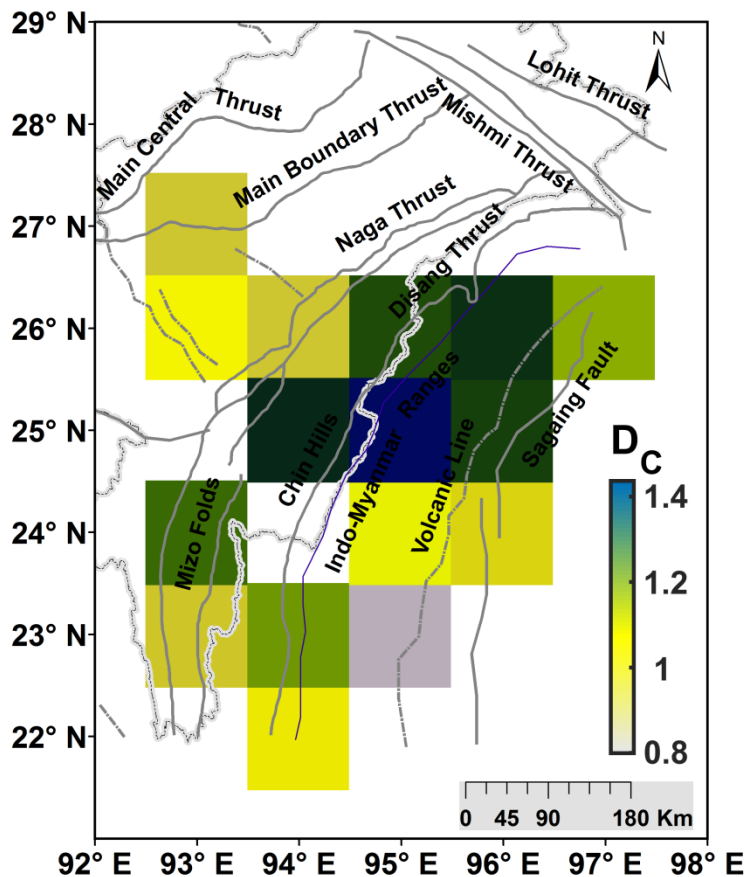 29° N
28° N
27° N
26° N
25° N
24° N
23° N
22° N
92° E
93° E
94° E
95° E
96° E
97° E
98° E
N
Lohit Thrust
Main Central Thrust
Main Boundary Thrust
Mishmi Thrust
Naga Thrust
Disang Thrust
Indo-Myanmar Ranges
Chin Hills
Mizo Folds
Volcanic Line
Sagaing Fault
DC
1.4
1.2
1
0.8
0 45 90 180 Km